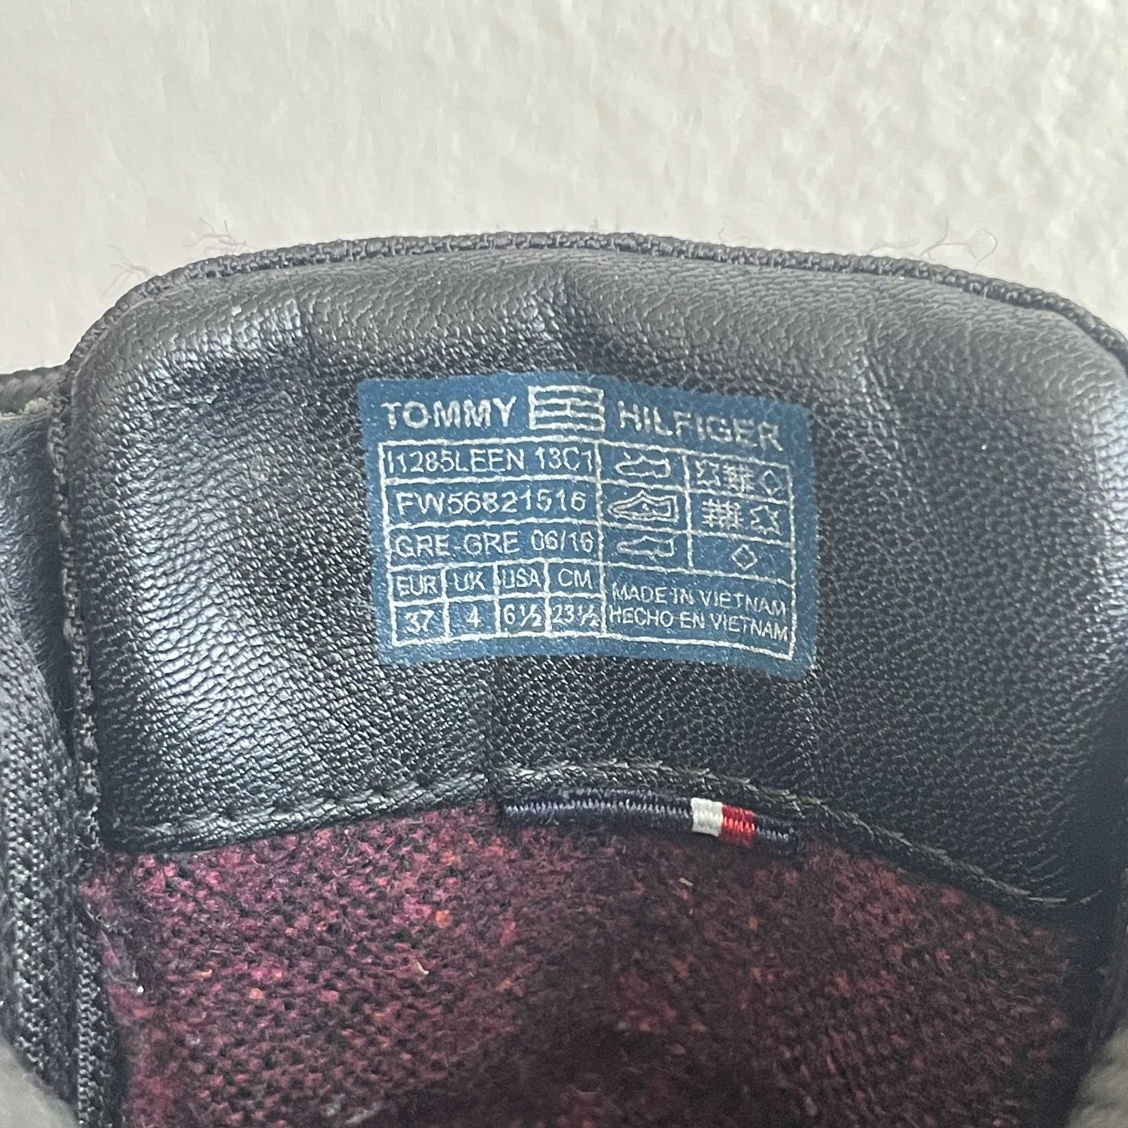 TOMMY HILFIGER
I1285LEEN 13C1
FW56821516
GRE-GRE 06/16
EUR UK USA CM
37 4 6½ 23½
MADE IN VIETNAM
HECHO EN VIETNAM